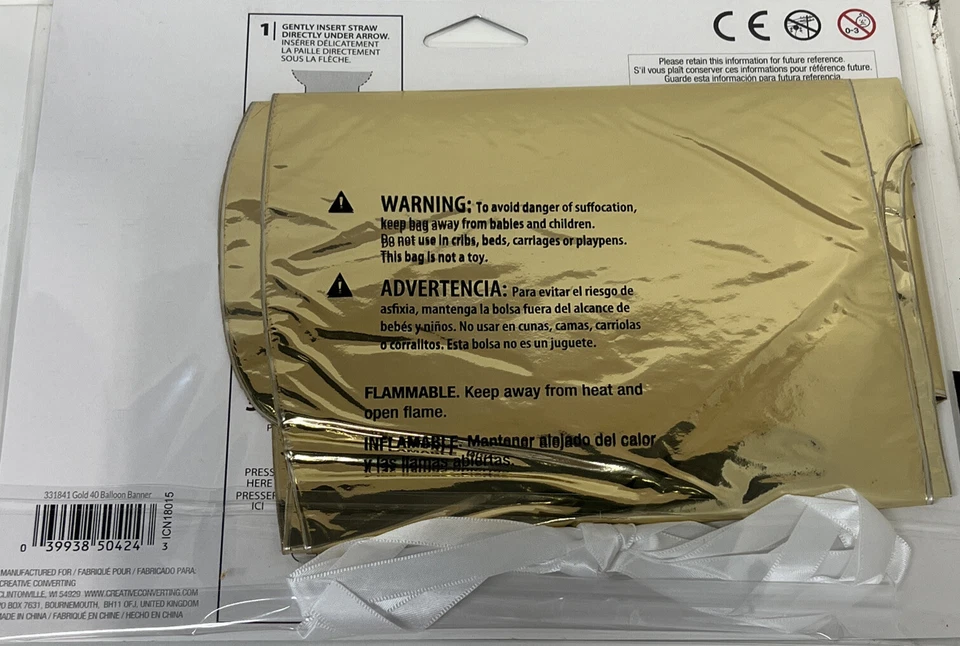 1 GENTLY INSERT STRAW
DIRECTLY UNDER ARROW.
INSÉRER DÉLICATEMENT
LA PAILLE DIRECTEMENT
SOUS LA FLÈCHE.
CE
0-3
Please retain this information for future reference.
S'il vous plaît conserver ces informations pour référence future.
Guarde esta información para futura referencia.
WARNING: To avoid danger of suffocation,
keep bag away from babies and children.
Do not use in cribs, beds, carriages or playpens.
This bag is not a toy.
ADVERTENCIA: Para evitar el riesgo de
asfixia, mantenga la bolsa fuera del alcance de
bebés y niños. No usar en cunas, camas, carriolas
o corralitos. Esta bolsa no es un juguete.
FLAMMABLE. Keep away from heat and
open flame.
INFLAMABLE. Mantener alejado del calor
y las llamas abiertas.
PRESS
HERE
PRESSER
ICI
331841 Gold 40 Balloon Banner
0 39938 50424 3
ICN18015
MANUFACTURED FOR / FABRIQUÉ POUR / FABRICADO PARA:
CREATIVE CONVERTING
CLINTONVILLE, WI 54929 WWW.CREATIVECONVERTING.COM
PO BOX 7631, BOURNEMOUTH, BH11 0FJ, UNITED KINGDOM
MADE IN CHINA / FABRIQUÉ EN CHINE / HECHO EN CHINA